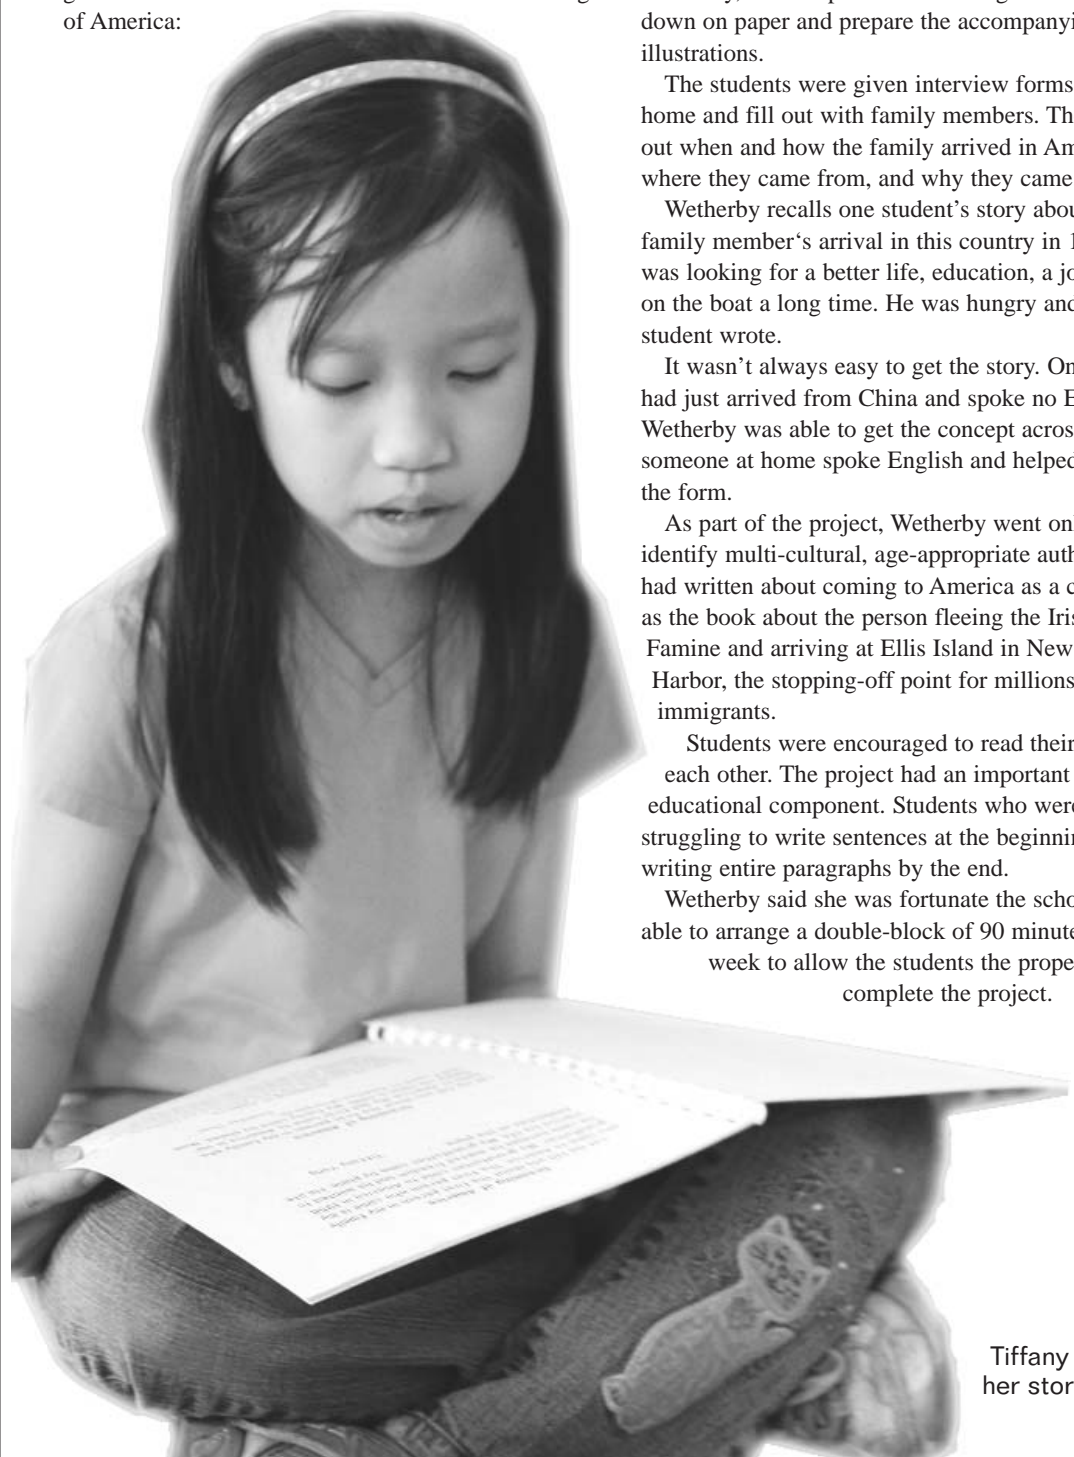 of America:
down on paper and prepare the accompanyi
illustrations.
The students were given interview forms
home and fill out with family members. Th
out when and how the family arrived in Am
where they came from, and why they came
Wetherby recalls one student’s story abou
family member‘s arrival in this country in 1
was looking for a better life, education, a jo
on the boat a long time. He was hungry and
student wrote.
It wasn’t always easy to get the story. On
had just arrived from China and spoke no E
Wetherby was able to get the concept acros
someone at home spoke English and helped
the form.
As part of the project, Wetherby went onl
identify multi-cultural, age-appropriate auth
had written about coming to America as a c
as the book about the person fleeing the Iris
Famine and arriving at Ellis Island in New
Harbor, the stopping-off point for millions
immigrants.
Students were encouraged to read their
each other. The project had an important
educational component. Students who were
struggling to write sentences at the beginnin
writing entire paragraphs by the end.
Wetherby said she was fortunate the scho
able to arrange a double-block of 90 minute
week to allow the students the prope
complete the project.
Tiffany
her stor